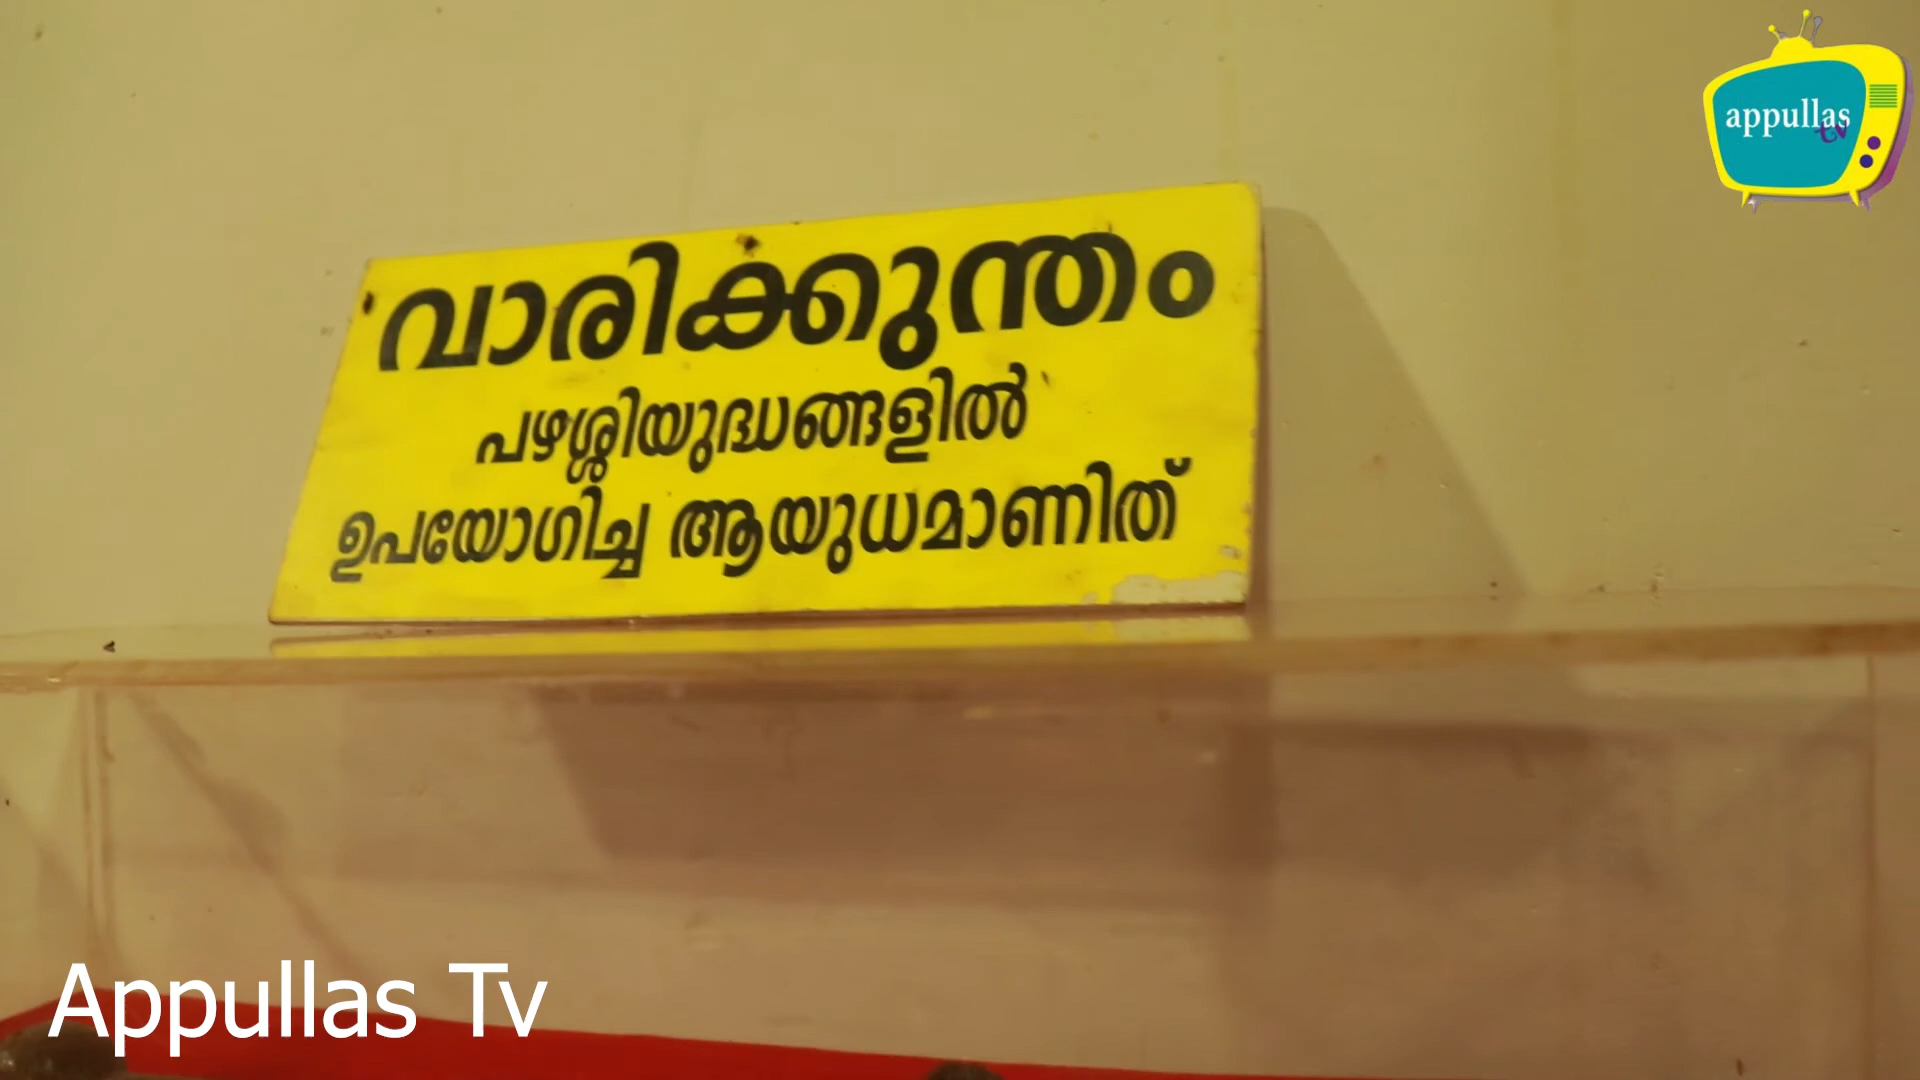 appullas
tv
വാരിക്കുന്തം
പഴശ്ശിയുദ്ധങ്ങളിൽ
ഉപയോഗിച്ച ആയുധമാണിത്
Appullas Tv